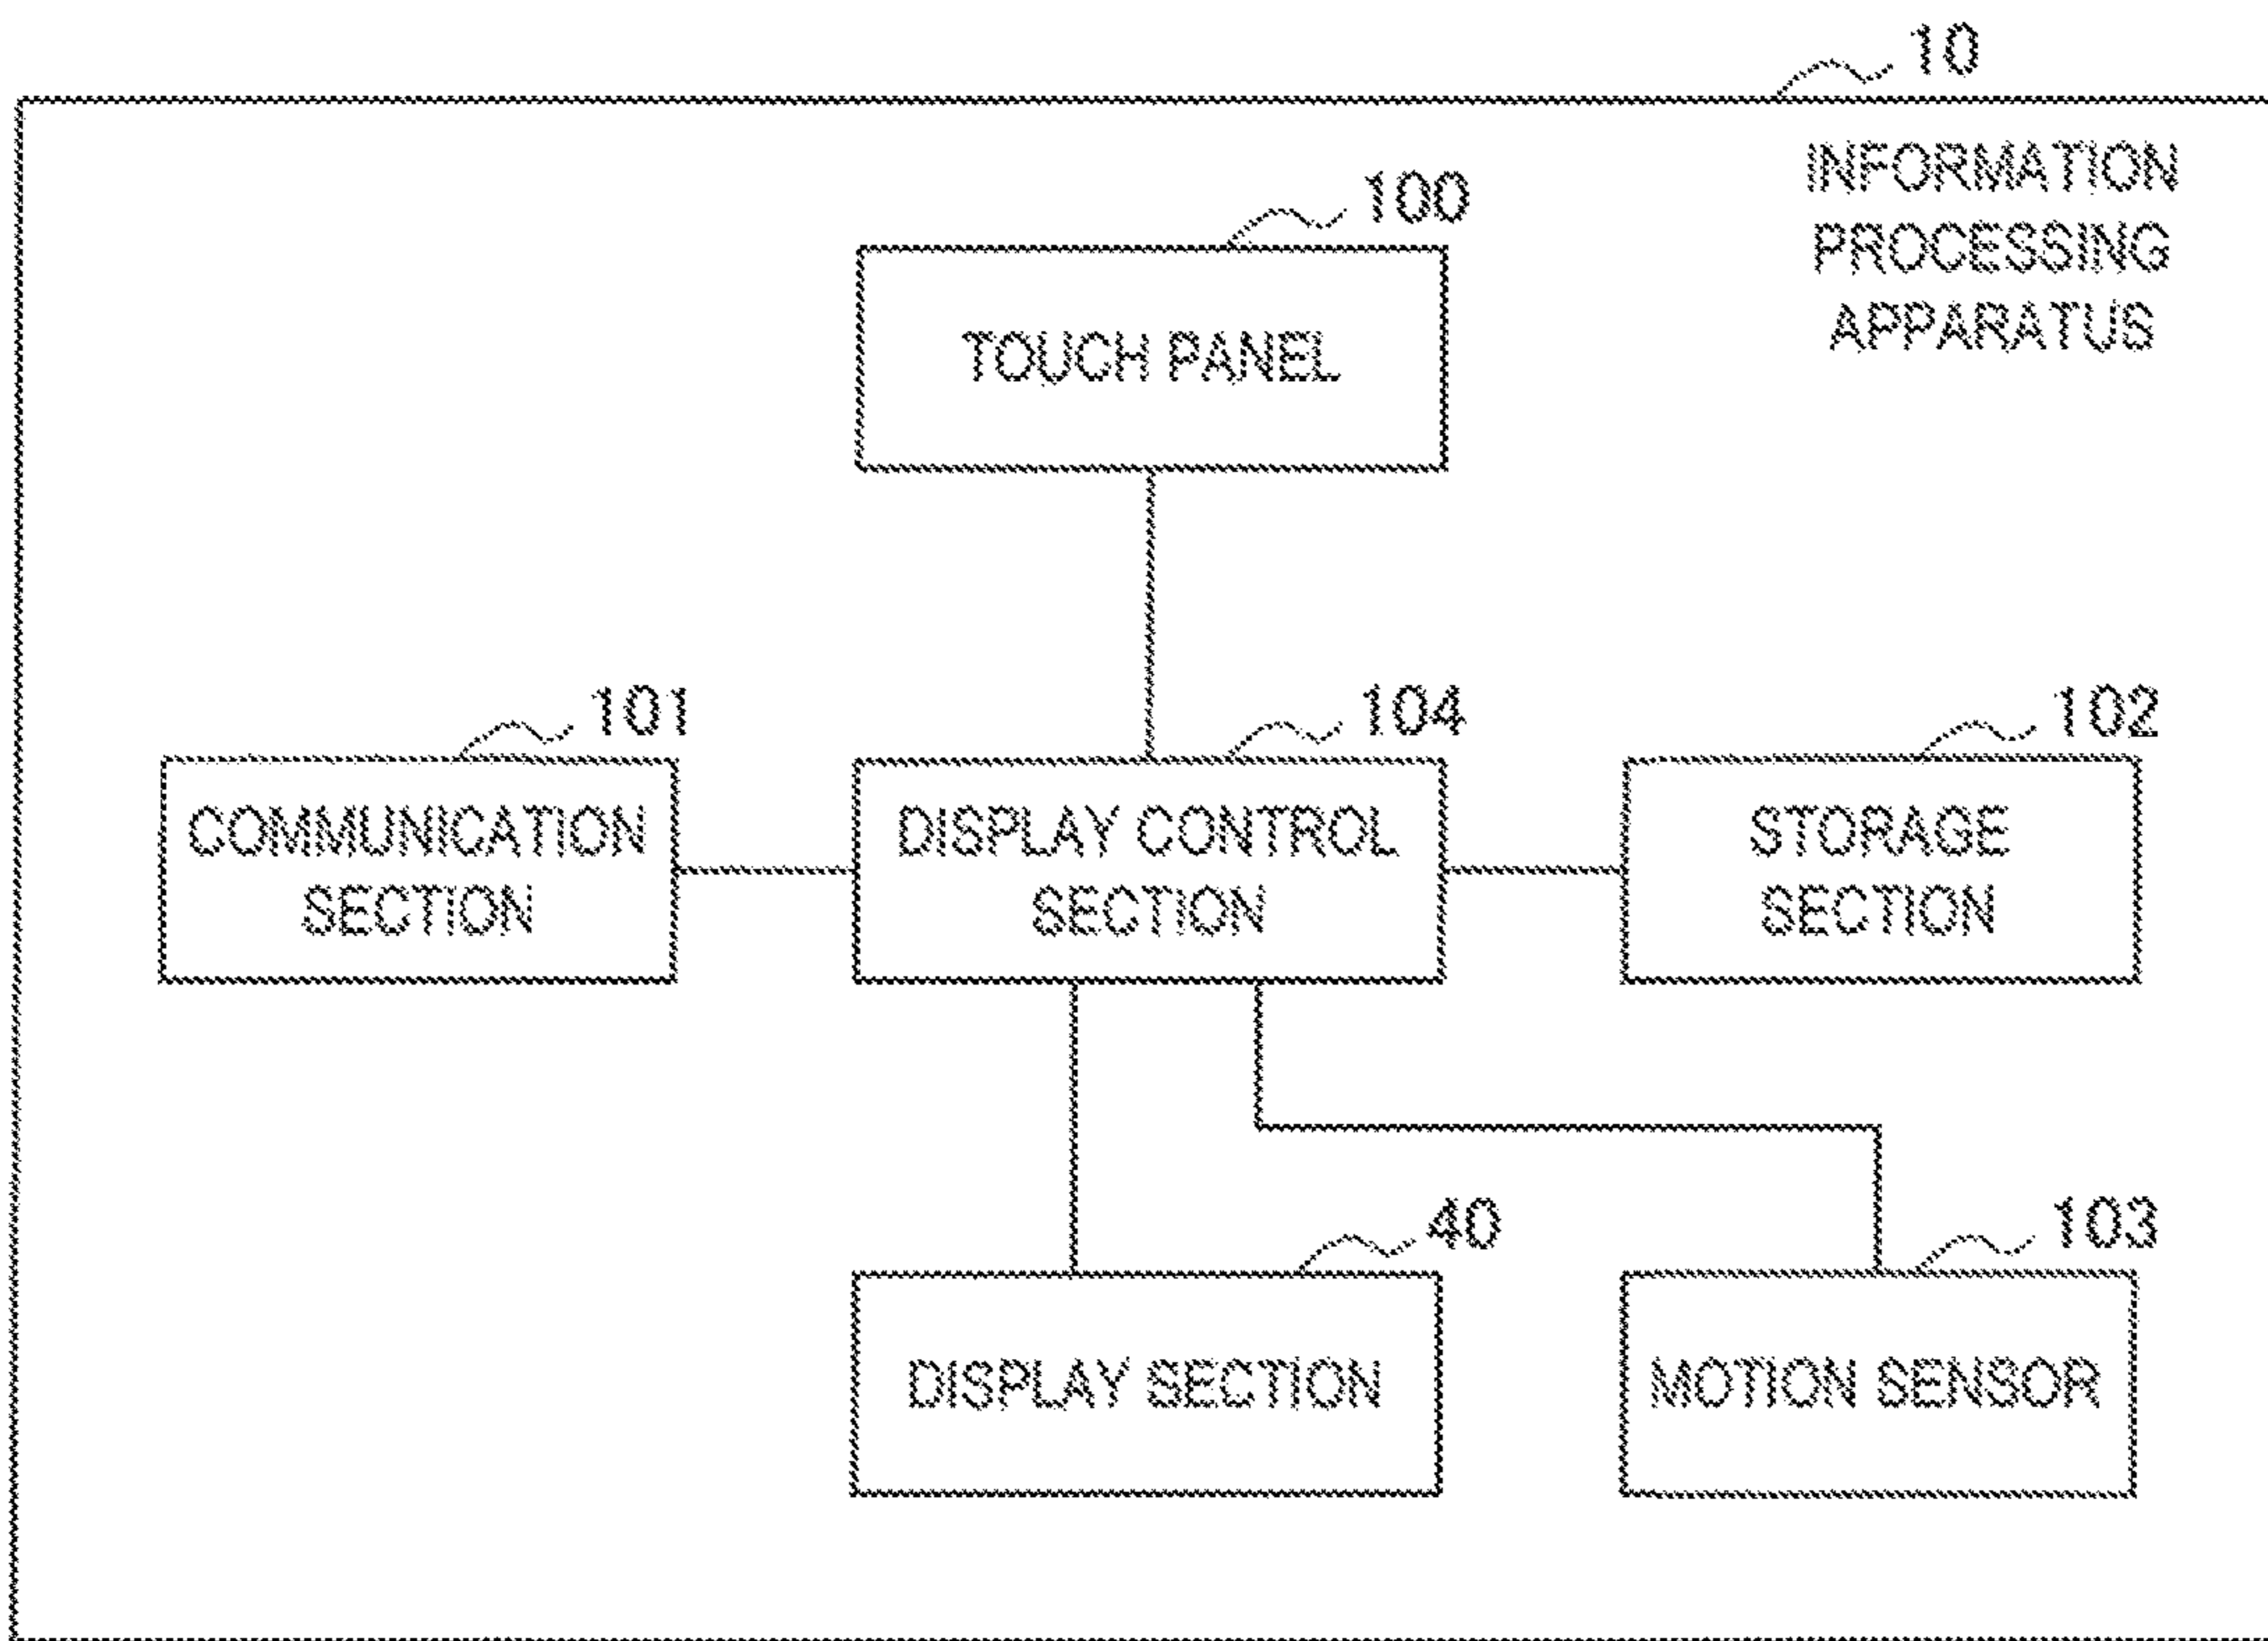 10
INFORMATION
PROCESSING
APPARATUS
100
TOUCH PANEL
101
COMMUNICATION
SECTION
104
DISPLAY CONTROL
SECTION
102
STORAGE
SECTION
40
DISPLAY SECTION
103
MOTION SENSOR